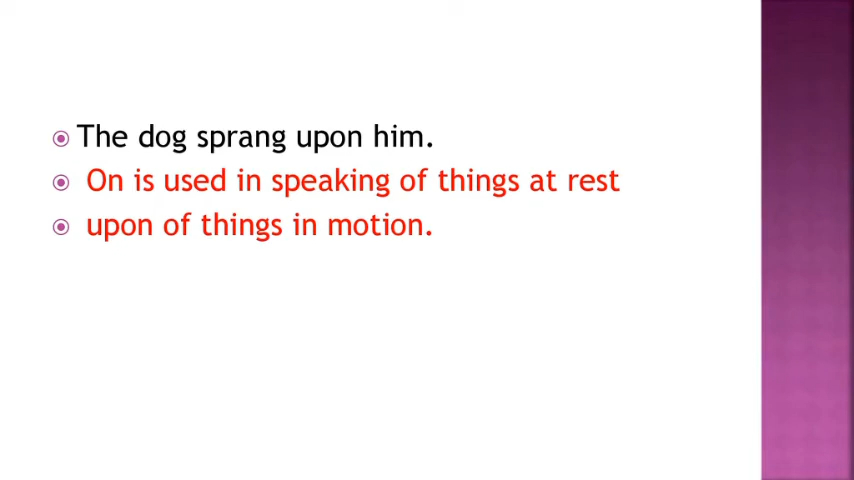 The dog sprang upon him.
On is used in speaking of things at rest
upon of things in motion.